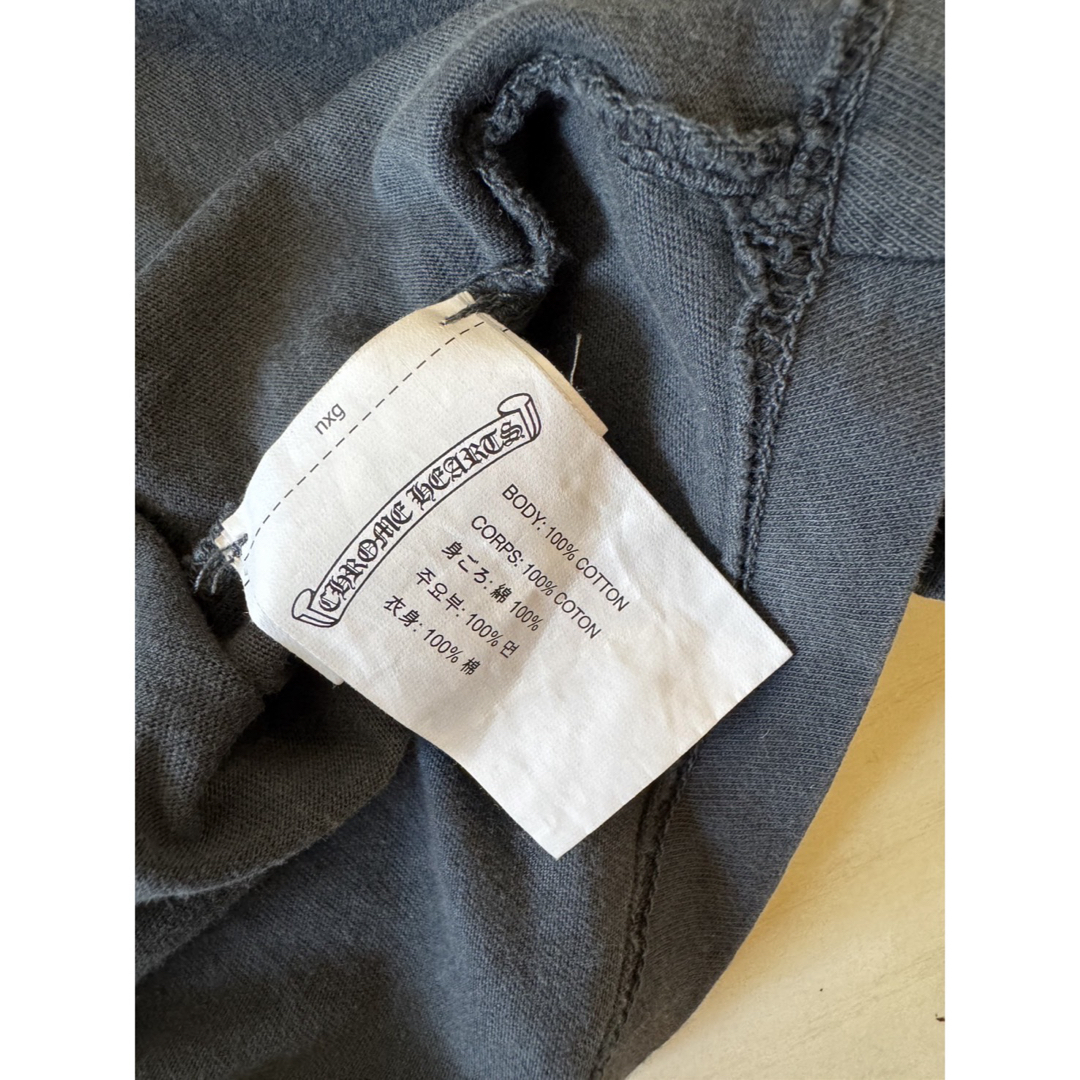 nxg
CHROME HEARTS
BODY: 100% COTTON
CORPS: 100% COTON
身ごろ: 綿 100%
주요부: 100% 면
衣身: 100% 棉